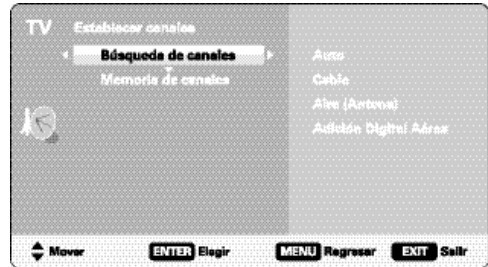 TV Establecer canales
Búsqueda de canales
Memoria de canales
Auto
Cable
Aire (Antena)
Adición Digital Aérea
Mover ENTER Elegir MENU Regresar EXIT Salir